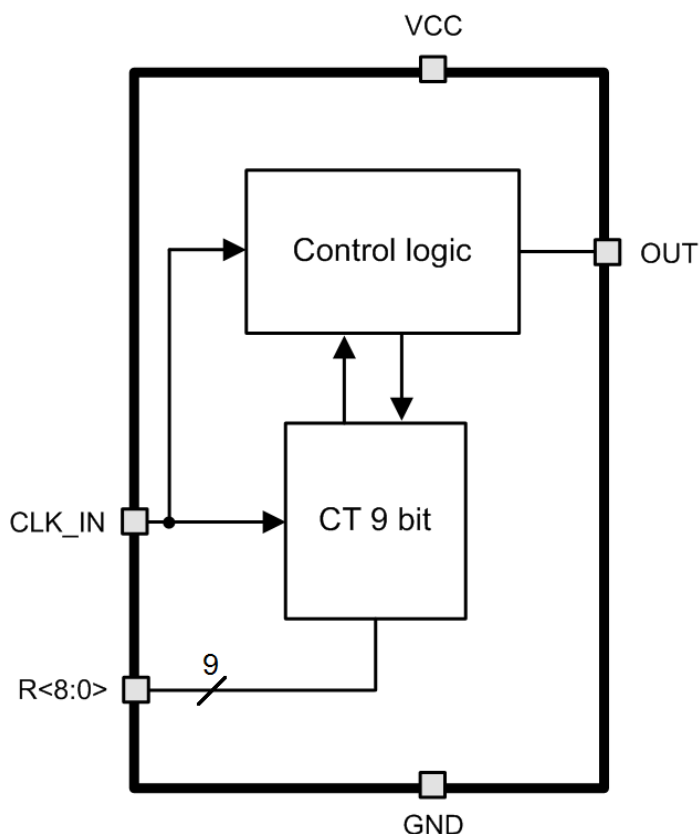 VCC
Control logic
OUT
CLK_IN
CT 9 bit
9
R<8:0>
GND